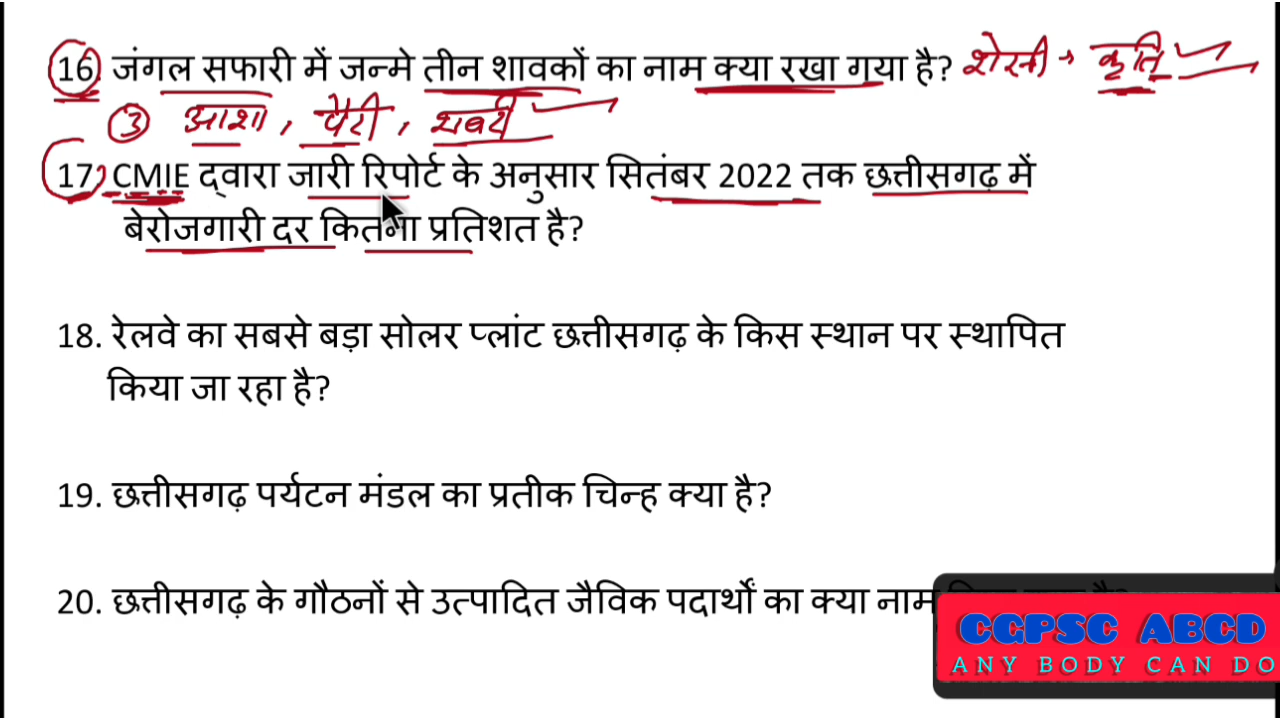 16. जंगल सफारी में जन्मे तीन शावकों का नाम क्या रखा गया है? शेरनी → कृति
③ आशा, पैरी, शबरी
17. CMIE द्वारा जारी रिपोर्ट के अनुसार सितंबर 2022 तक छत्तीसगढ़ में
बेरोजगारी दर कितना प्रतिशत है?
18. रेलवे का सबसे बड़ा सोलर प्लांट छत्तीसगढ़ के किस स्थान पर स्थापित
किया जा रहा है?
19. छत्तीसगढ़ पर्यटन मंडल का प्रतीक चिन्ह क्या है?
20. छत्तीसगढ़ के गौठनों से उत्पादित जैविक पदार्थों का क्या नाम
CGPSC ABCD
ANY BODY CAN DO